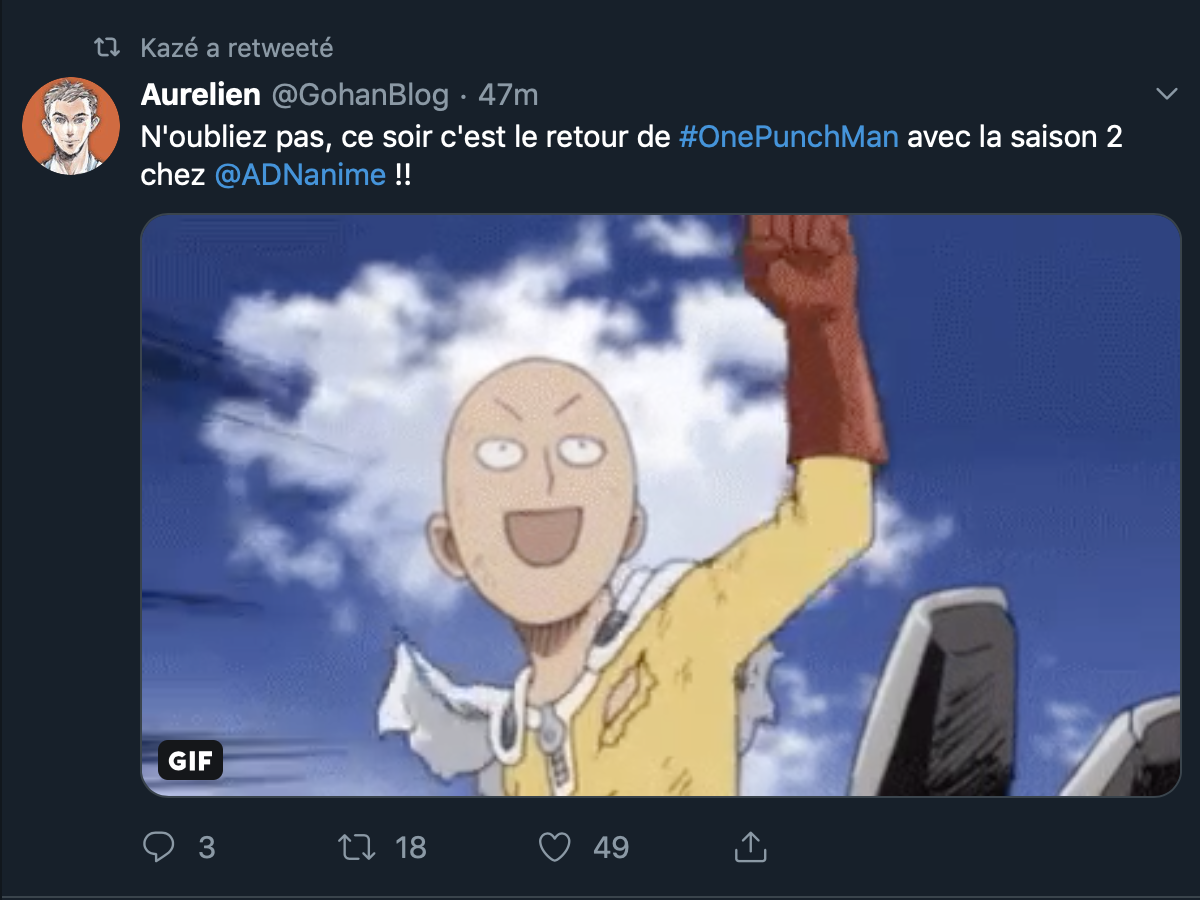 Kazé a retweeté
Aurelien @GohanBlog · 47m
N'oubliez pas, ce soir c'est le retour de #OnePunchMan avec la saison 2
chez @ADNanime !!
GIF
3 18 49